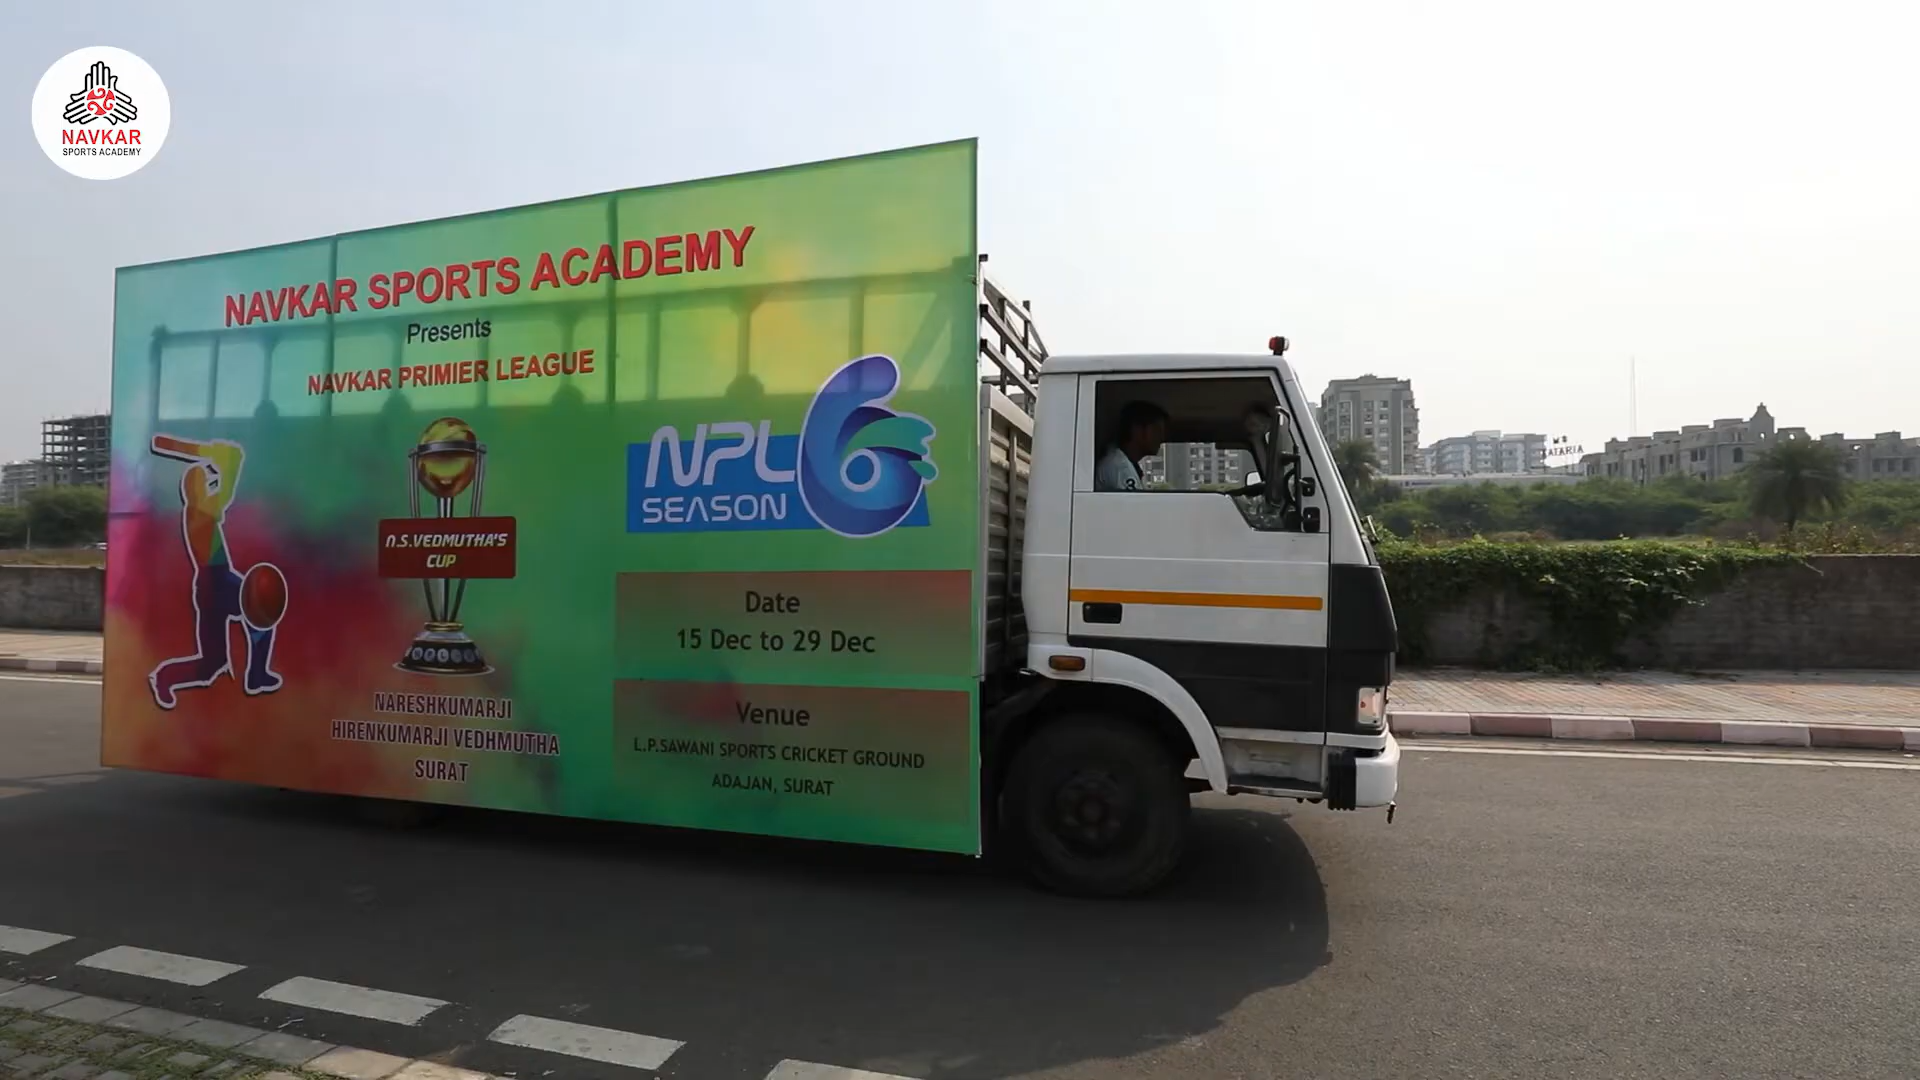 NAVKAR
SPORTS ACADEMY
NAVKAR SPORTS ACADEMY
Presents
NAVKAR PRIMIER LEAGUE
N.S.VEDMUTHA'S
CUP
NARESHKUMARJI
HIRENKUMARJI VEDHMUTHA
SURAT
NPL 6
SEASON
Date
15 Dec to 29 Dec
Venue
L.P.SAWANI SPORTS CRICKET GROUND
ADAJAN, SURAT